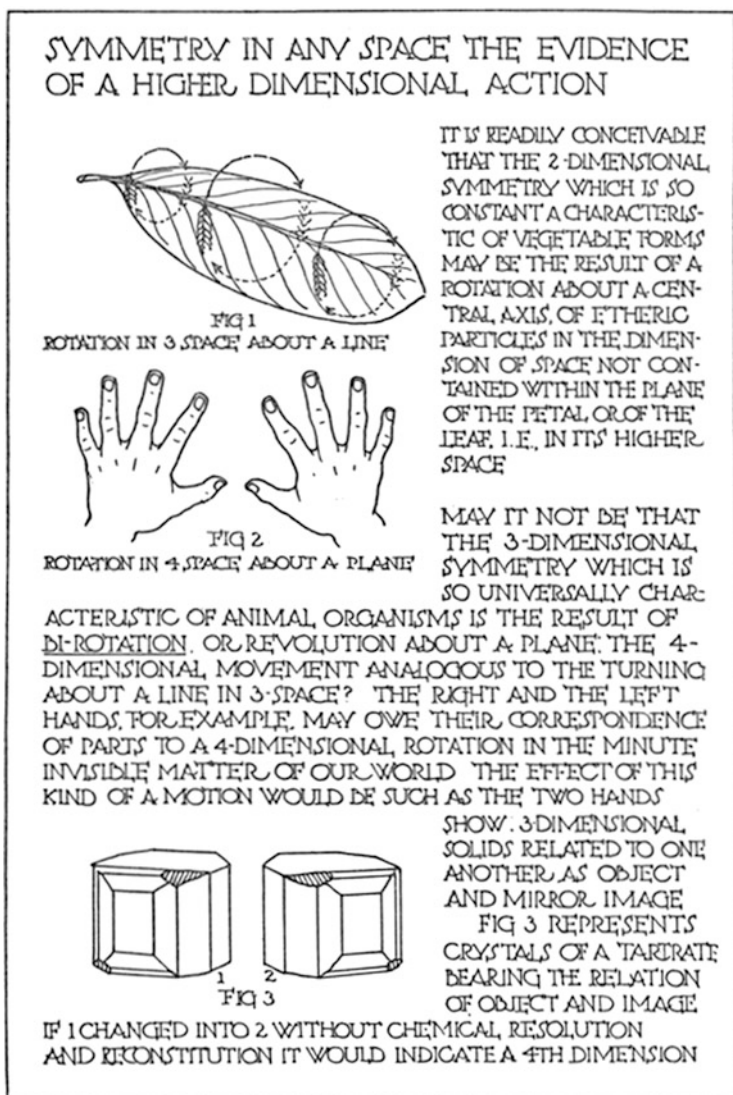 SYMMETRY IN ANY SPACE THE EVIDENCE
OF A HIGHER DIMENSIONAL ACTION
FIG 1
ROTATION IN 3 SPACE ABOUT A LINE
FIG 2
ROTATION IN 4 SPACE ABOUT A PLANE
IT IS READILY CONCEIVABLE
THAT THE 2-DIMENSIONAL
SYMMETRY WHICH IS SO
CONSTANT A CHARACTERIS-
TIC OF VEGETABLE FORMS
MAY BE THE RESULT OF A
ROTATION ABOUT A CEN-
TRAL AXIS, OF ETHERIC
PARTICLES IN THE DIMEN-
SION OF SPACE NOT CON-
TAINED WITHIN THE PLANE
OF THE PETAL OR OF THE
LEAF, I.E., IN ITS HIGHER
SPACE
MAY IT NOT BE THAT
THE 3-DIMENSIONAL
SYMMETRY WHICH IS
SO UNIVERSALLY CHAR-
ACTERISTIC OF ANIMAL ORGANISMS IS THE RESULT OF
BI-ROTATION, OR REVOLUTION ABOUT A PLANE: THE 4-
DIMENSIONAL MOVEMENT ANALOGOUS TO THE TURNING
ABOUT A LINE IN 3-SPACE? THE RIGHT AND THE LEFT
HANDS, FOR EXAMPLE, MAY OWE THEIR CORRESPONDENCE
OF PARTS TO A 4-DIMENSIONAL ROTATION IN THE MINUTE
INVISIBLE MATTER OF OUR WORLD THE EFFECT OF THIS
KIND OF A MOTION WOULD BE SUCH AS THE TWO HANDS
SHOW: 3-DIMENSIONAL
SOLIDS RELATED TO ONE
ANOTHER AS OBJECT
AND MIRROR IMAGE
FIG 3 REPRESENTS
CRYSTALS OF A TARTRATE
BEARING THE RELATION
OF OBJECT AND IMAGE
1 2
FIG 3
IF 1 CHANGED INTO 2 WITHOUT CHEMICAL RESOLUTION
AND RECONSTITUTION IT WOULD INDICATE A 4TH DIMENSION